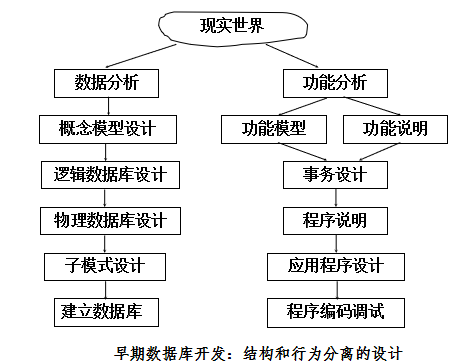 现实世界
数据分析 功能分析
概念模型设计 功能模型 功能说明
逻辑数据库设计 事务设计
物理数据库设计 程序说明
子模式设计 应用程序设计
建立数据库 程序编码调试
早期数据库开发：结构和行为分离的设计